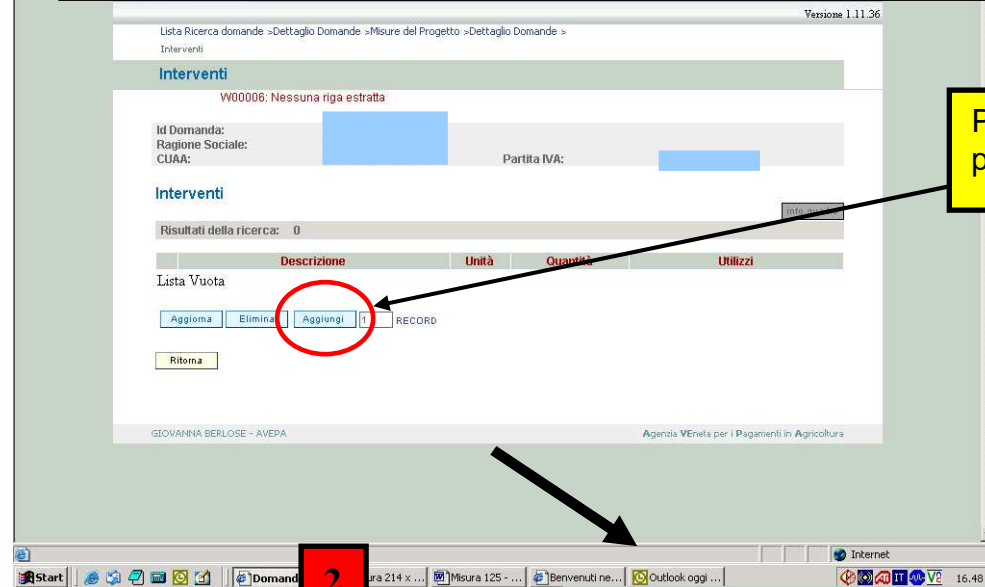 Versione 1.11.36
Lista Ricerca domande >Dettaglio Domande >Misure del Progetto >Dettaglio Domande >
Interventi
Interventi
W00006: Nessuna riga estratta
Id Domanda:
Ragione Sociale:
CUAA: Partita IVA:
Interventi
Risultati della ricerca: 0
Descrizione Unità Quantità Utilizzi
Lista Vuota
Aggiorna Elimina Aggiungi 1 RECORD
Ritorna
GIOVANNA BERLOSE - AVEPA Agenzia VEneta per i Pagamenti in Agricoltura
Internet
Start Domand 2 ura 214 x ... Misura 125 - ... Benvenuti ne... Outlook oggi ... IT 16.48